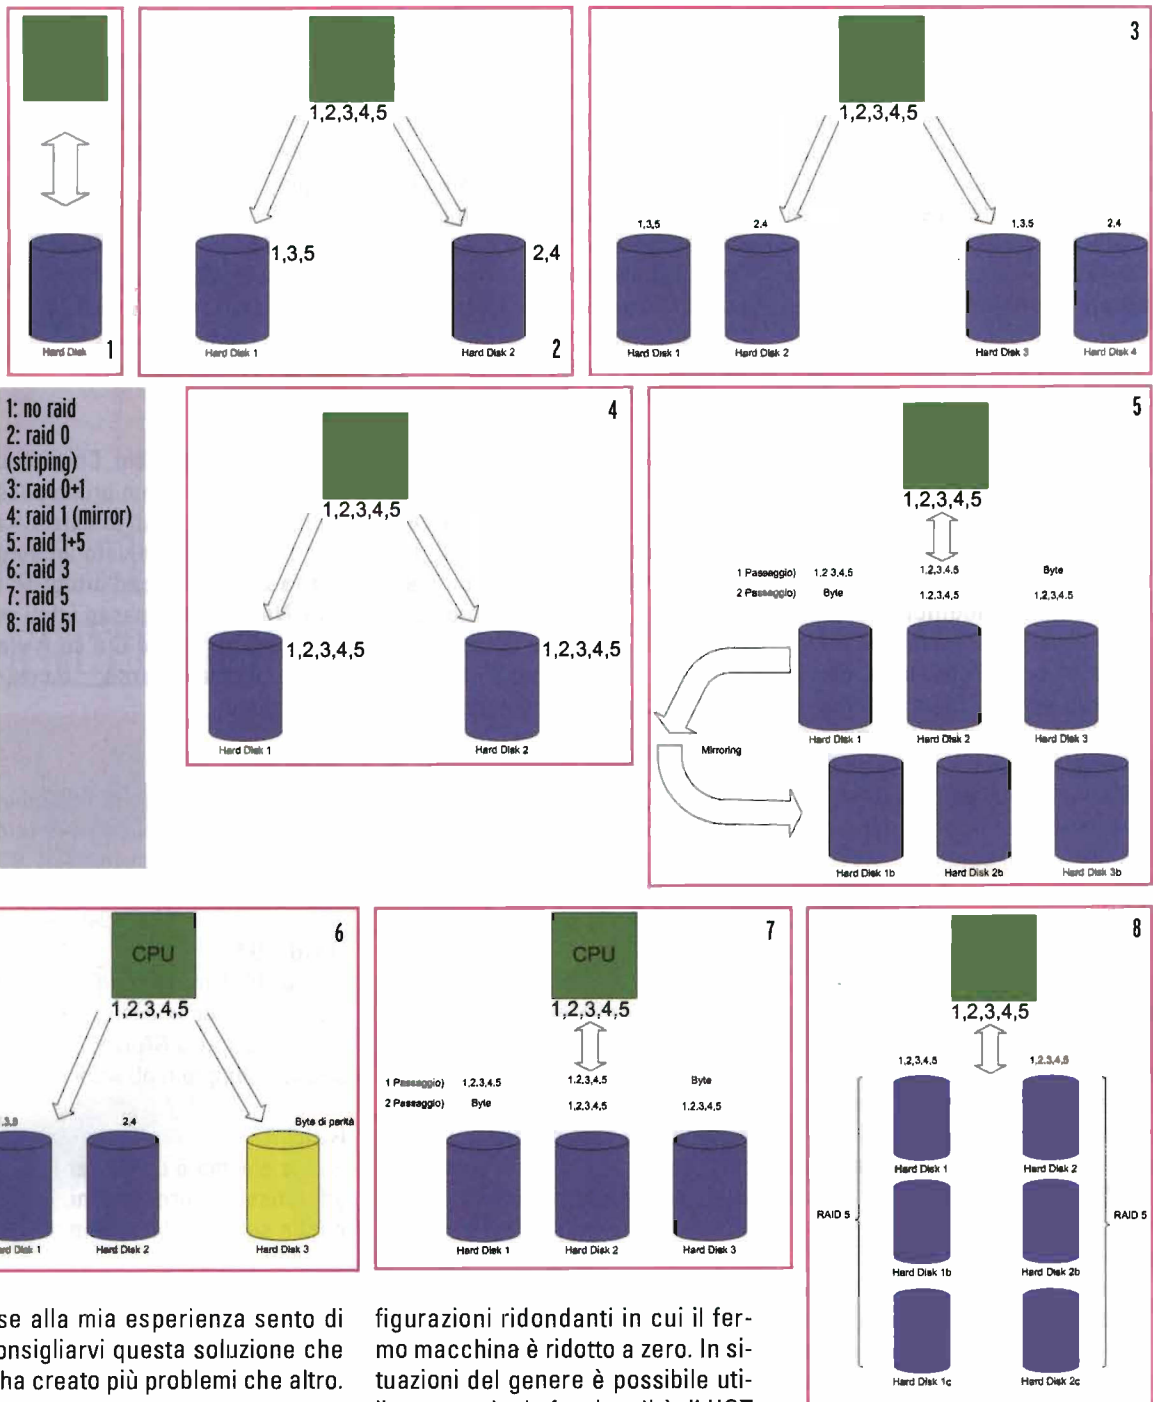 Hard Disk
1
1,2,3,4,5
1,3,5
2,4
Hard Disk 1
Hard Disk 2
2
3
1,2,3,4,5
1,3,5
2,4
1,3,5
2,4
Hard Disk 1
Hard Disk 2
Hard Disk 3
Hard Disk 4
1: no raid
2: raid 0
(striping)
3: raid 0+1
4: raid 1 (mirror)
5: raid 1+5
6: raid 3
7: raid 5
8: raid 51
4
1,2,3,4,5
1,2,3,4,5
1,2,3,4,5
Hard Disk 1
Hard Disk 2
5
1,2,3,4,5
1 Passaggio) 1,2 3,4,5 1,2,3,4,5 Byte
2 Passaggio) Byte 1,2,3,4,5 1,2,3,4,5
Hard Disk 1
Hard Disk 2
Hard Disk 3
Mirroring
Hard Disk 1b
Hard Disk 2b
Hard Disk 3b
6
CPU
1,2,3,4,5
2,4
Byte di parità
Hard Disk 2
Hard Disk 3
7
CPU
1,2,3,4,5
1 Passaggio) 1,2,3,4,5 1,2,3,4,5 Byte
2 Passaggio) Byte 1,2,3,4,5 1,2,3,4,5
Hard Disk 1
Hard Disk 2
Hard Disk 3
8
1,2,3,4,5
1,2,3,4,5
1,2,3,4,5
Hard Disk 1
Hard Disk 2
RAID 5
RAID 5
Hard Disk 1b
Hard Disk 2b
Hard Disk 1c
Hard Disk 2c
se alla mia esperienza sento di
onsigliarvi questa soluzione che
ha creato più problemi che altro.
figurazioni ridondanti in cui il fer-
mo macchina è ridotto a zero. In si-
tuazioni del genere è possibile uti-